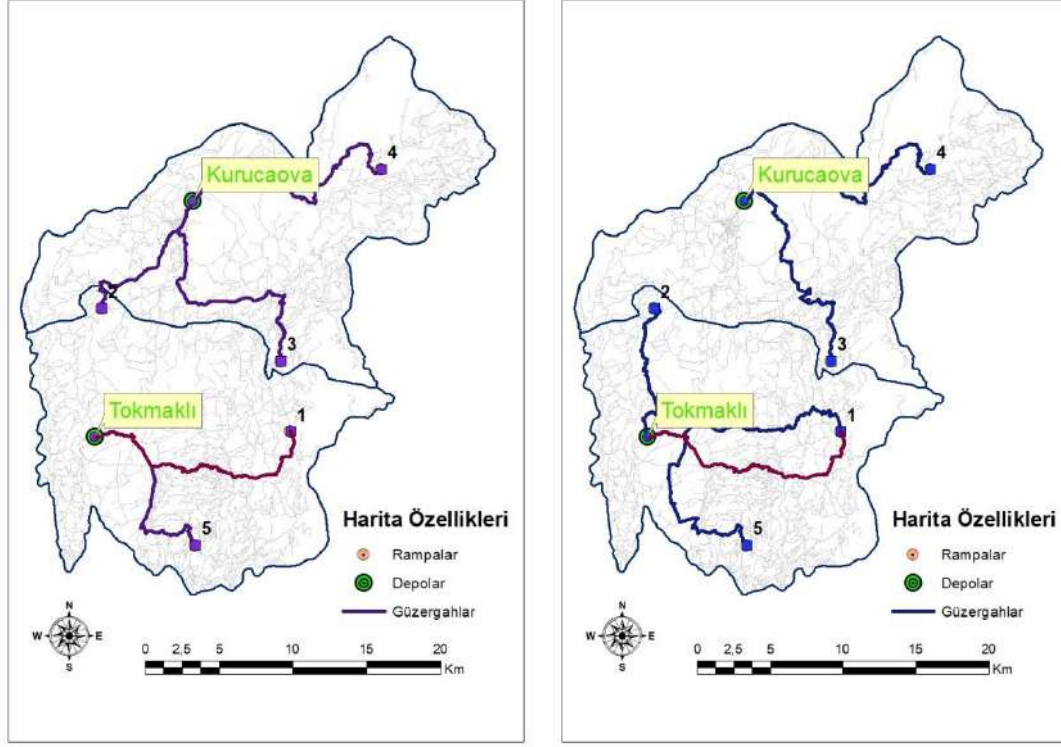 4
Kurucaova
2
3
Tokmaklı
1
5
Harita Özellikleri
Rampalar
Depolar
Güzergahlar
N
W E
S
0 2,5 5 10 15 20
Km
4
Kurucaova
2
3
Tokmaklı
1
5
Harita Özellikleri
Rampalar
Depolar
Güzergahlar
N
W E
S
0 2,5 5 10 15 20
Km